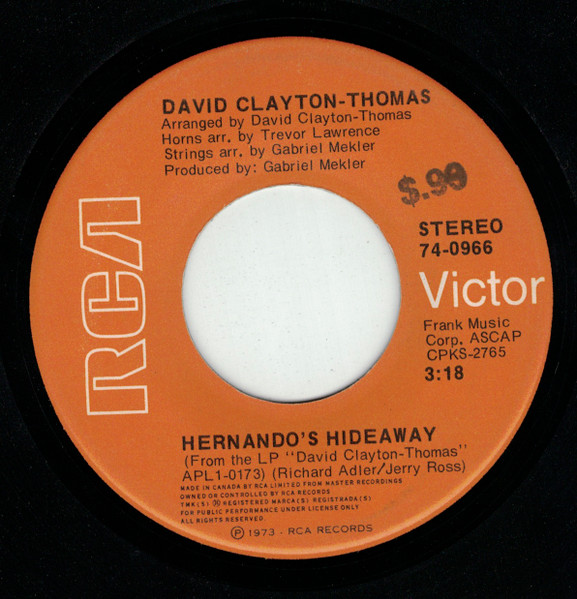 DAVID CLAYTON-THOMAS
Arranged by David Clayton-Thomas
Horns arr. by Trevor Lawrence
Strings arr. by Gabriel Mekler
Produced by: Gabriel Mekler
$.99
RCA
STEREO
74-0966
Victor
Frank Music
Corp. ASCAP
CPKS-2765
3:18
HERNANDO'S HIDEAWAY
(From the LP "David Clayton-Thomas"
APL1-0173) (Richard Adler/Jerry Ross)
MADE IN CANADA BY RCA LIMITED FROM MASTER RECORDINGS
OWNED OR CONTROLLED BY RCA RECORDS
TMK(S) ® REGISTERED MARCA(S) REGISTRADA(S)
FOR PUBLIC PERFORMANCE UNDER LICENSE ONLY
ALL RIGHTS RESERVED
℗ 1973 - RCA RECORDS